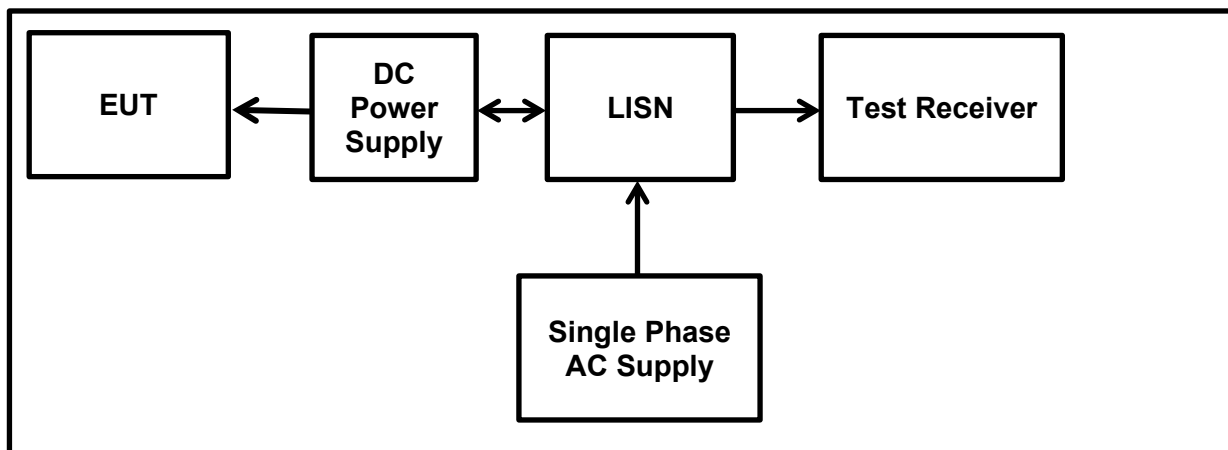 EUT
DC
Power
Supply
LISN
Test Receiver
Single Phase
AC Supply